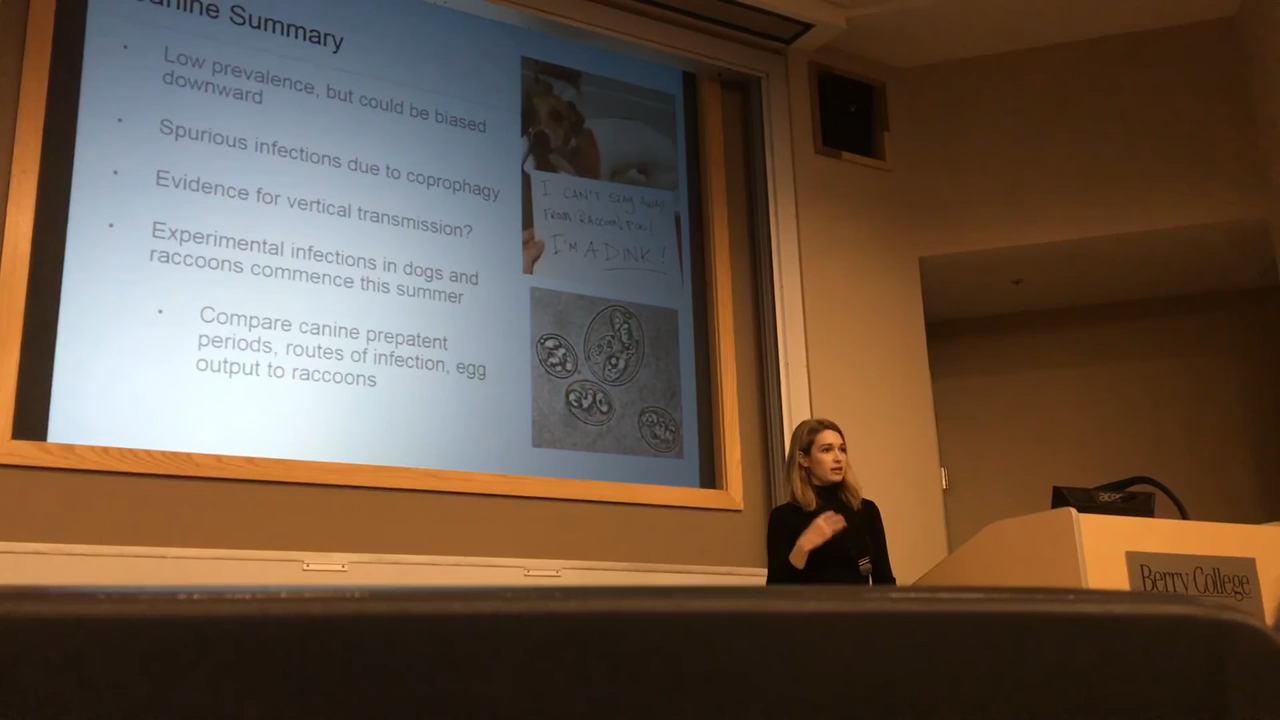 anine Summary
Low prevalence, but could be biased
downward
Spurious infections due to coprophagy
Evidence for vertical transmission?
Experimental infections in dogs and
raccoons commence this summer
Compare canine prepatent
periods, routes of infection, egg
output to raccoons
I CAN'T STAY AWAY
FROM RACCOON POO!
I'M A DINK!
acer
Berry College